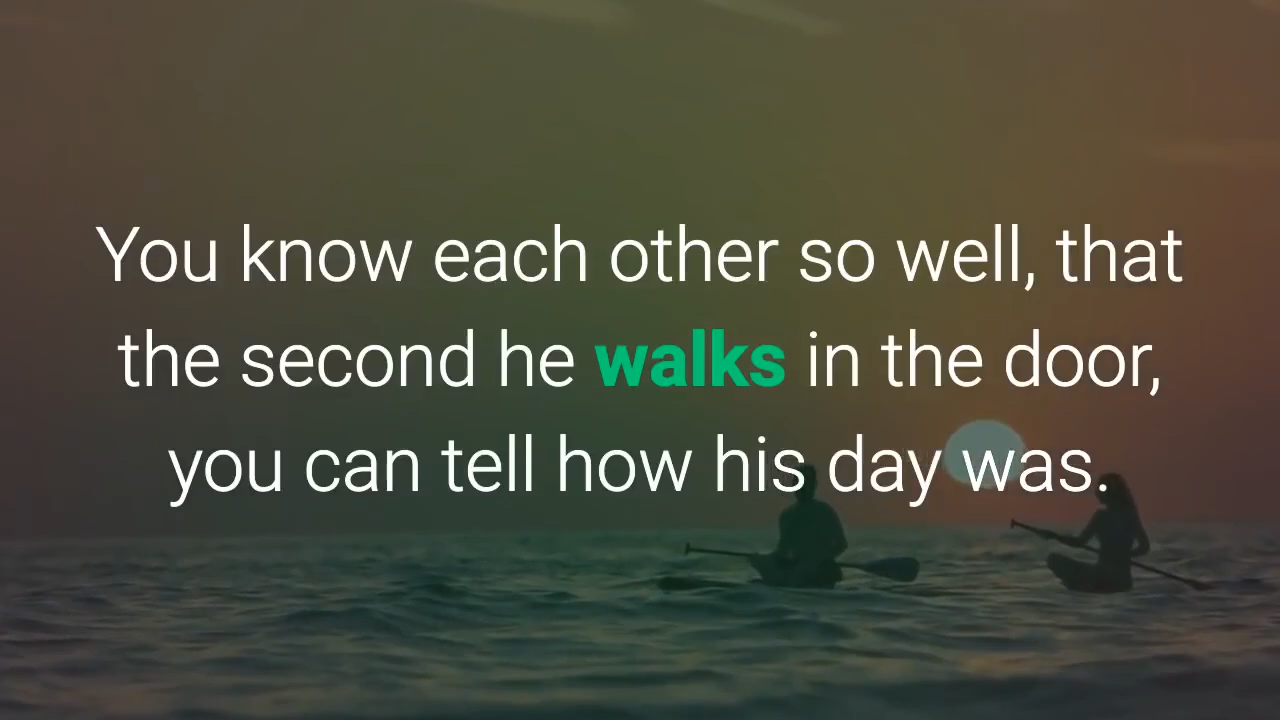 You know each other so well, that
the second he walks in the door,
you can tell how his day was.